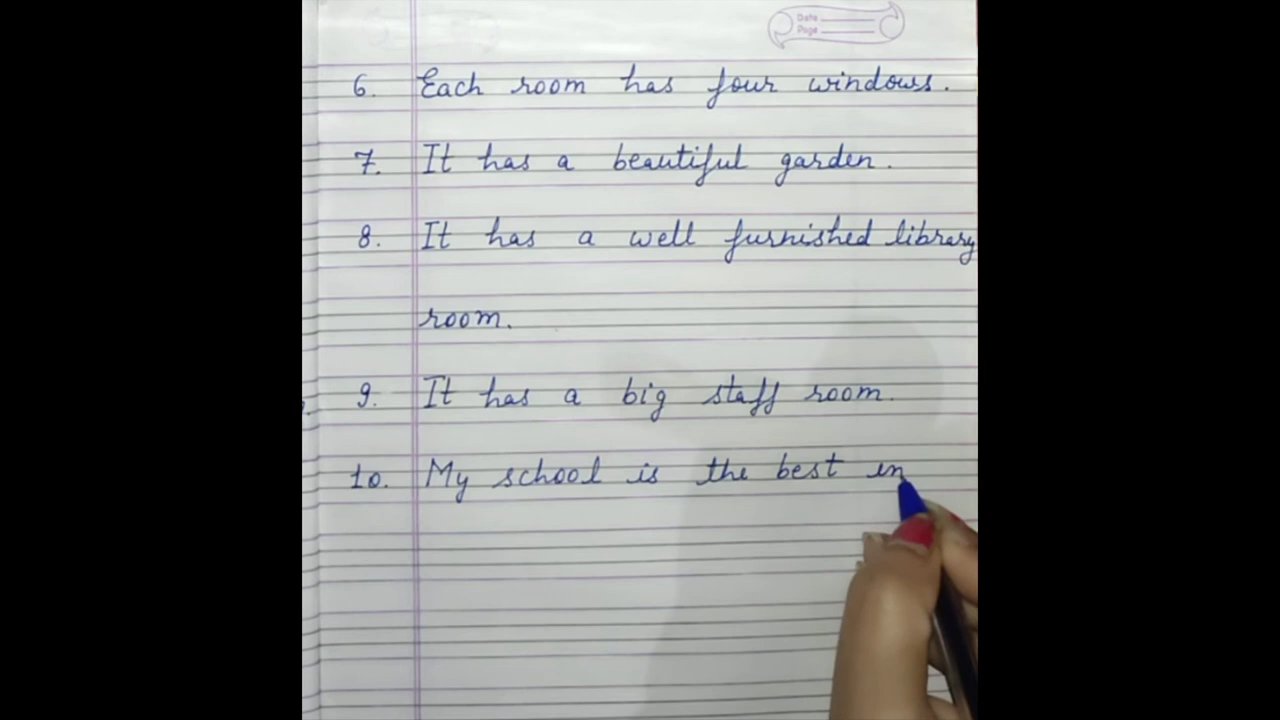 Date
Page
6. Each room has four windows.
7. It has a beautiful garden.
8. It has a well furnished library
room.
9. It has a big staff room.
10. My school is the best in